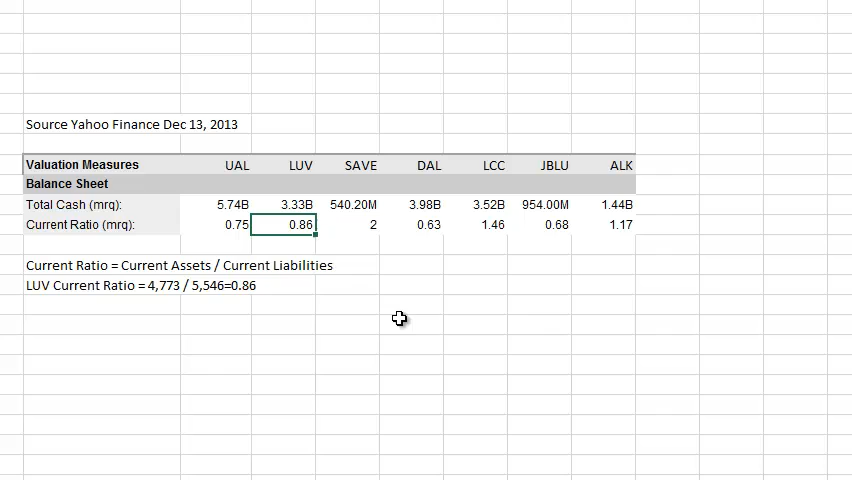 Source Yahoo Finance Dec 13, 2013
Valuation Measures UAL LUV SAVE DAL LCC JBLU ALK
Balance Sheet
Total Cash (mrq): 5.74B 3.33B 540.20M 3.98B 3.52B 954.00M 1.44B
Current Ratio (mrq): 0.75 0.86 2 0.63 1.46 0.68 1.17
Current Ratio = Current Assets / Current Liabilities
LUV Current Ratio = 4,773 / 5,546=0.86